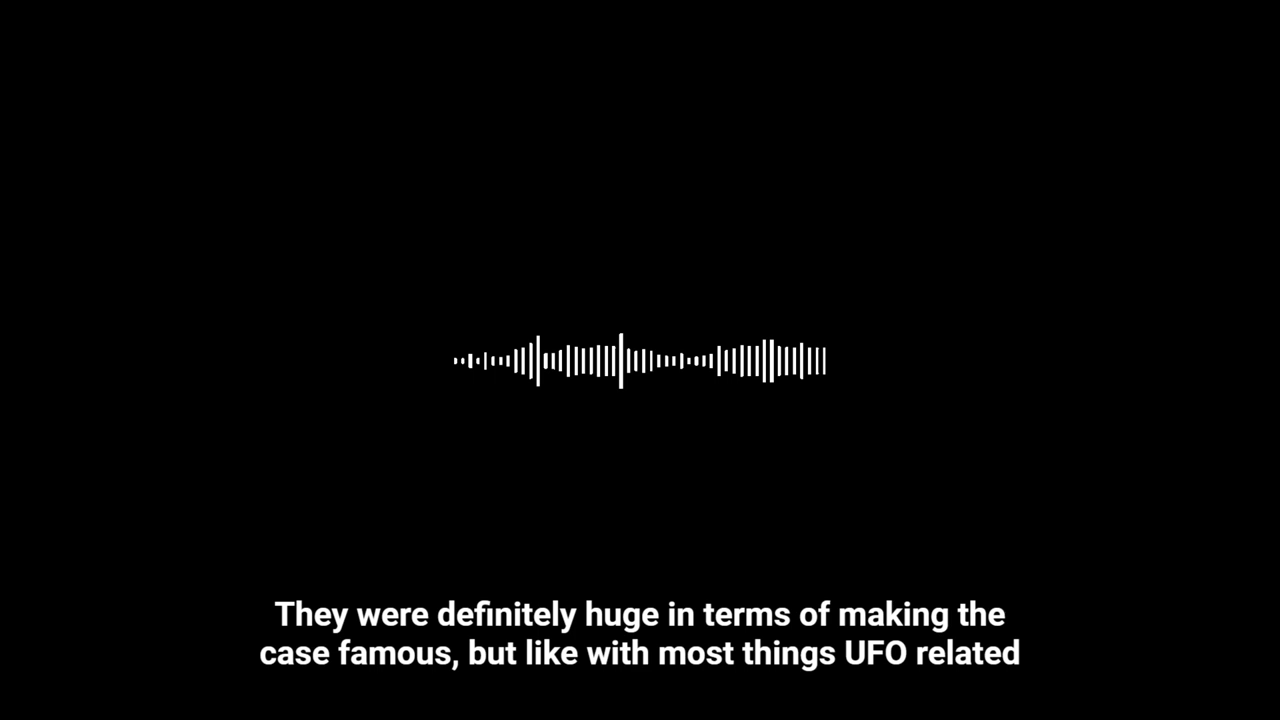 They were definitely huge in terms of making the
case famous, but like with most things UFO related